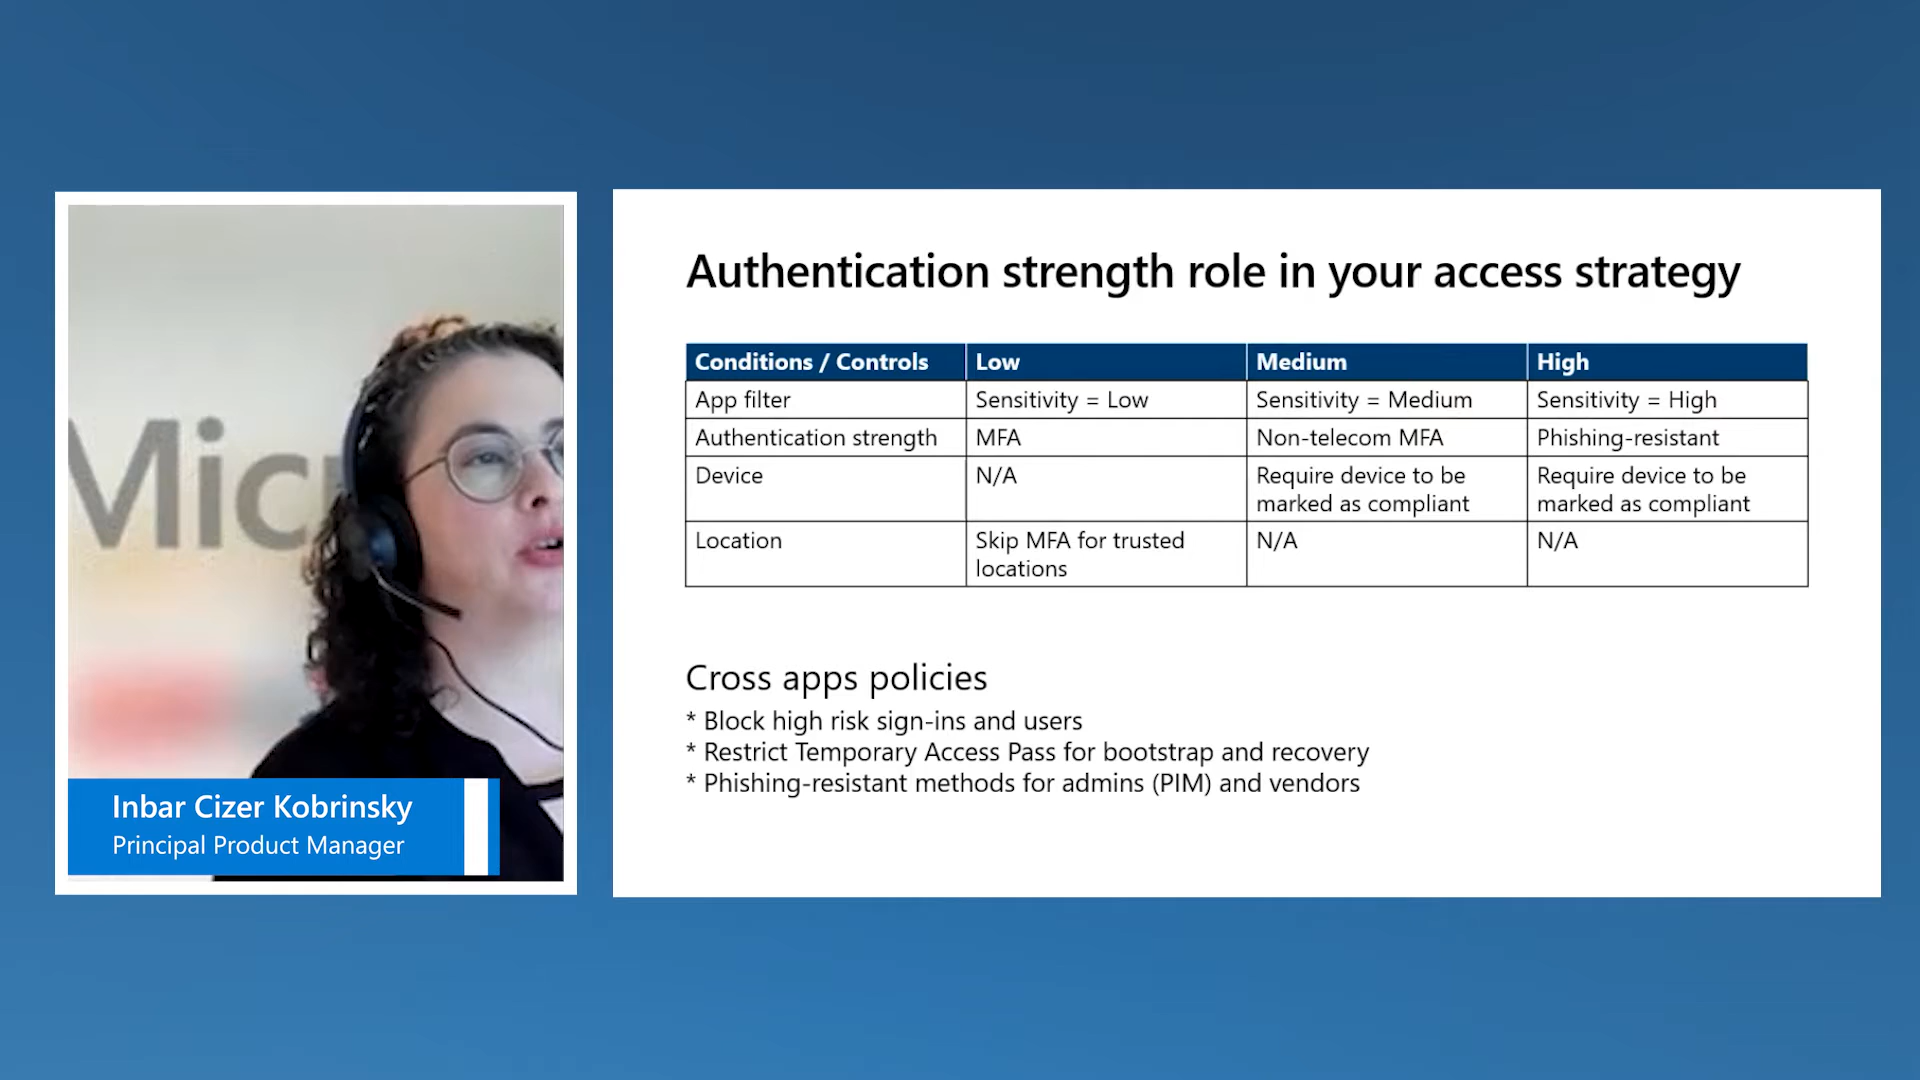 Authentication strength role in your access strategy
Conditions / Controls Low Medium High
App filter Sensitivity = Low Sensitivity = Medium Sensitivity = High
Authentication strength MFA Non-telecom MFA Phishing-resistant
Device N/A Require device to be marked as compliant Require device to be marked as compliant
Location Skip MFA for trusted locations N/A N/A
Cross apps policies
* Block high risk sign-ins and users
* Restrict Temporary Access Pass for bootstrap and recovery
* Phishing-resistant methods for admins (PIM) and vendors
Micr
Inbar Cizer Kobrinsky
Principal Product Manager